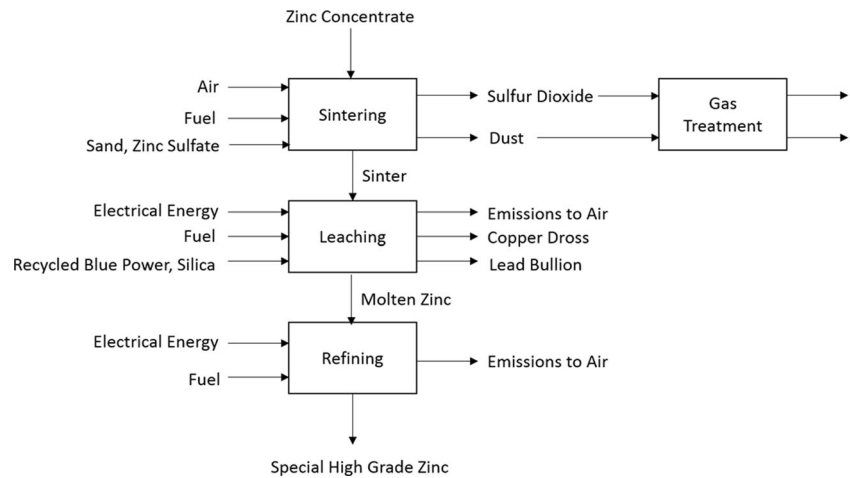 Zinc Concentrate
Air
Fuel
Sand, Zinc Sulfate
Sintering
Sulfur Dioxide
Dust
Gas
Treatment
Sinter
Electrical Energy
Fuel
Recycled Blue Power, Silica
Leaching
Emissions to Air
Copper Dross
Lead Bullion
Molten Zinc
Electrical Energy
Fuel
Refining
Emissions to Air
Special High Grade Zinc